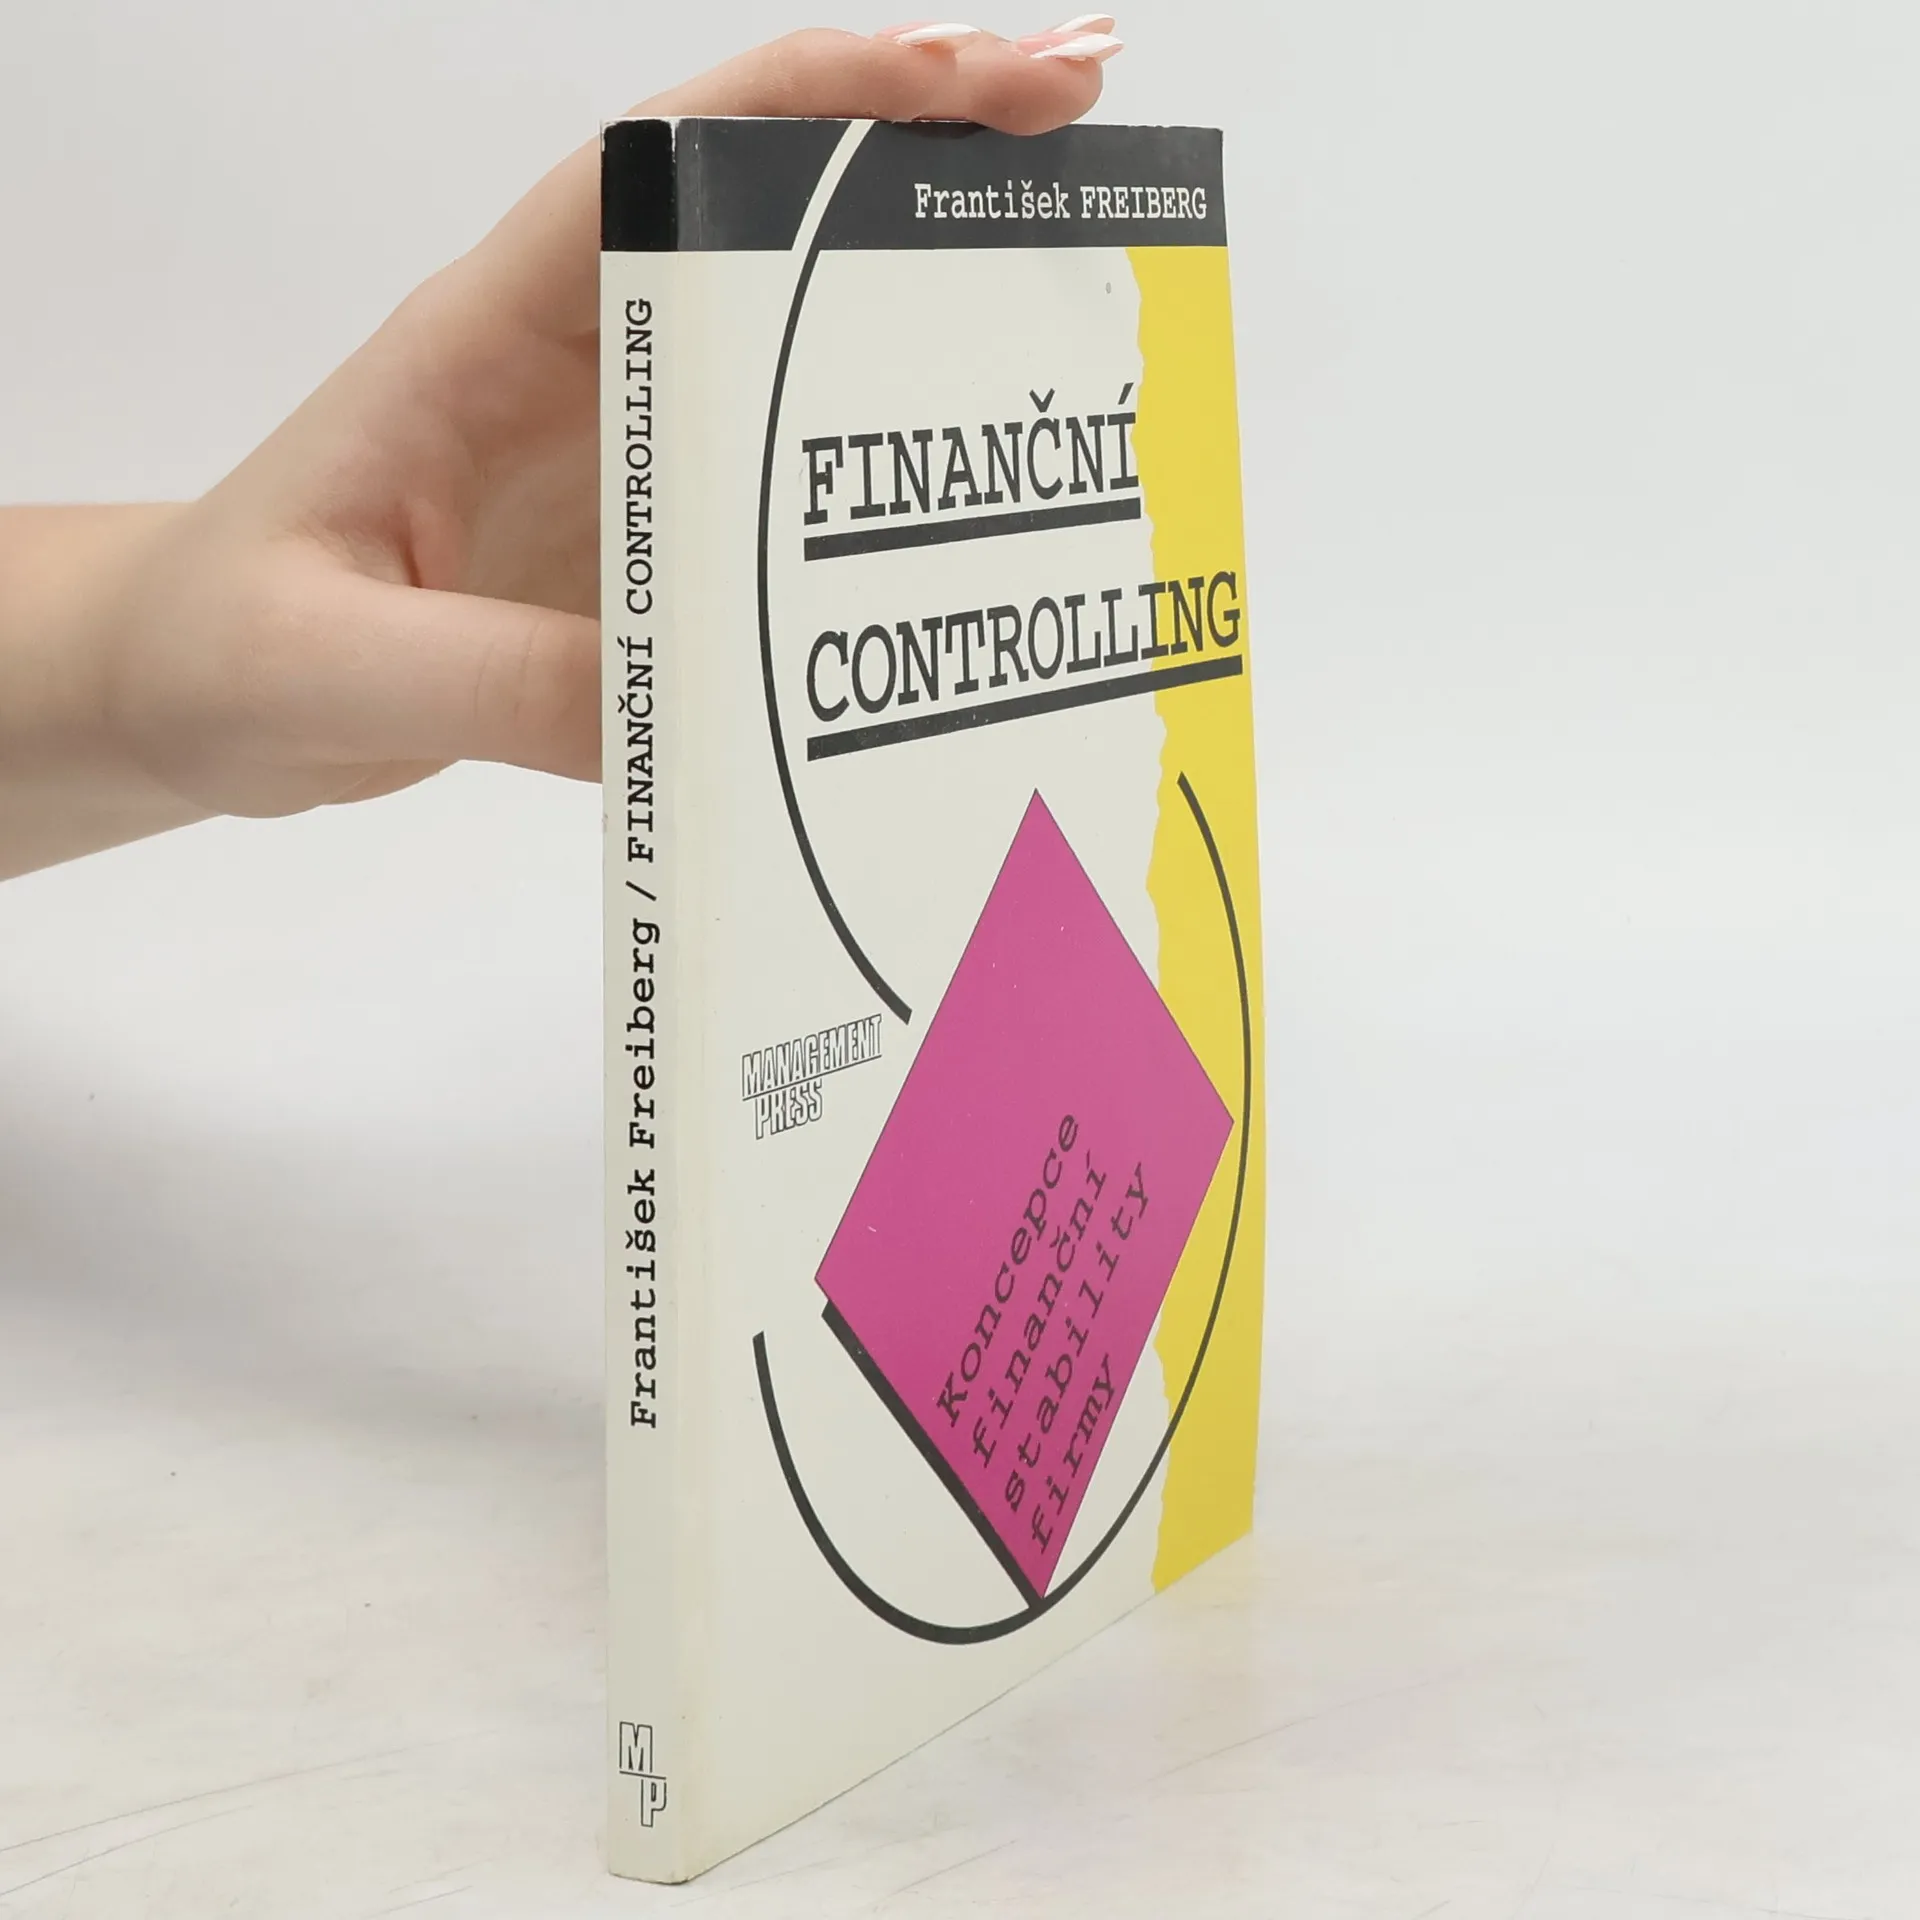 František FREIBERG
FINANČNÍ
CONTROLLING
MANAGEMENT
PRESS
Koncepce
finanční
stability
firmy
František Freiberg / FINANČNÍ CONTROLLING
M
P